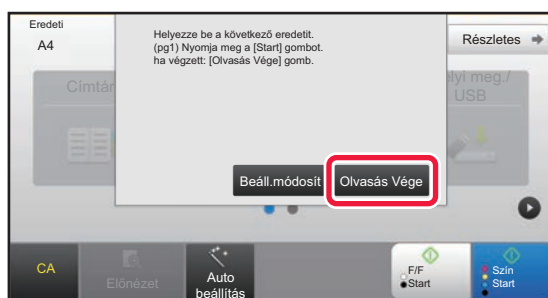 Eredeti
A4
Helyezze be a következő eredetit.
(pg1) Nyomja meg a [Start] gombot.
ha végzett: [Olvasás Vége] gomb.
Részletes
Címtár
lyi meg./
USB
Beáll.módosít
Olvasás Vége
CA
Előnézet
Auto
beállítás
F/F
Start
Szín
Start